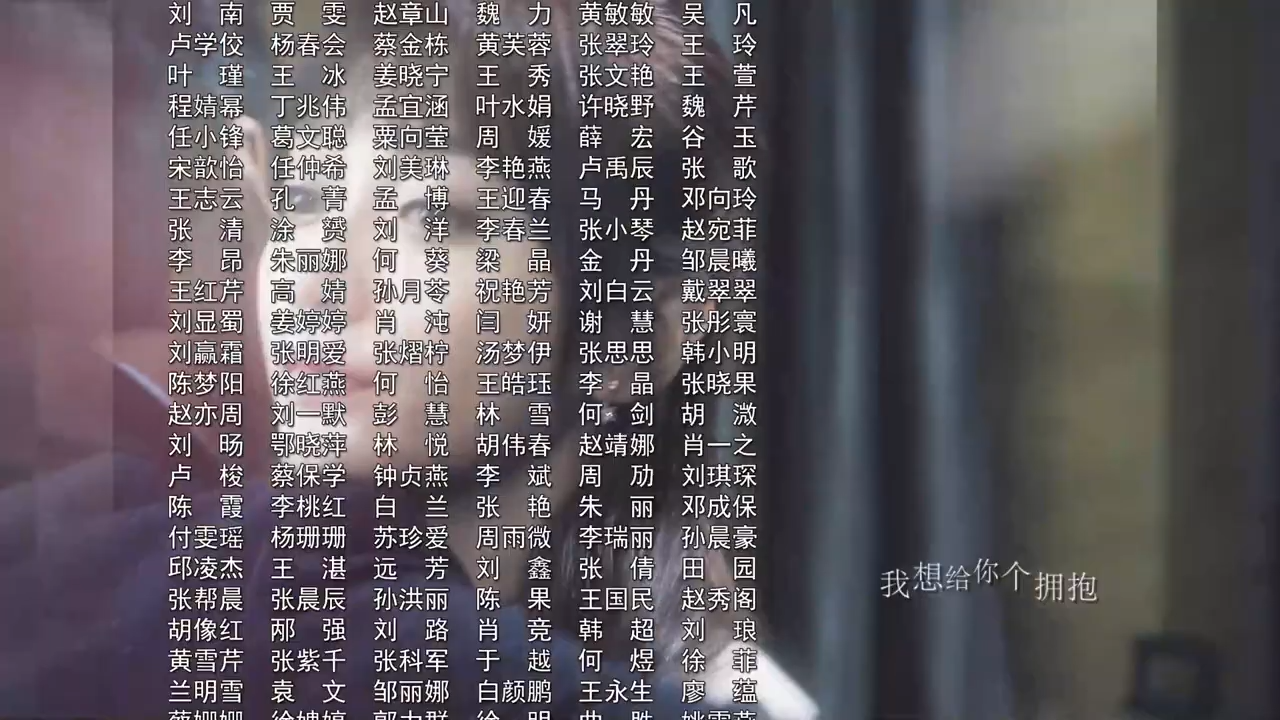 刘　南　贾　雯　赵章山　魏　力　黄敏敏　吴　凡
卢学佼　杨春会　蔡金栋　黄芙蓉　张翠玲　王　玲
叶　瑾　王　冰　姜晓宁　王　秀　张文艳　王　萱
程婧幂　丁兆伟　孟宜涵　叶水娟　许晓野　魏　芹
任小锋　葛文聪　粟向莹　周　媛　薛　宏　谷　玉
宋歆怡　任仲希　刘美琳　李艳燕　卢禹辰　张　歌
王志云　孔　菁　孟　博　王迎春　马　丹　邓向玲
张　清　涂　赟　刘　洋　李春兰　张小琴　赵宛菲
李　昂　朱丽娜　何　葵　梁　晶　金　丹　邹晨曦
王红芹　高　婧　孙月苓　祝艳芳　刘白云　戴翠翠
刘显蜀　姜婷婷　肖　沌　闫　妍　谢　慧　张彤寰
刘赢霜　张明爱　张熠柠　汤梦伊　张思思　韩小明
陈梦阳　徐红燕　何　怡　王皓珏　李　晶　张晓果
赵亦周　刘一默　彭　慧　林　雪　何　剑　胡　溦
刘　旸　鄂晓萍　林　悦　胡伟春　赵靖娜　肖一之
卢　梭　蔡保学　钟贞燕　李　斌　周　劢　刘琪琛
陈　霞　李桃红　白　兰　张　艳　朱　丽　邓成保
付雯瑶　杨珊珊　苏珍爱　周雨微　李瑞丽　孙晨豪
邱凌杰　王　湛　远　芳　刘　鑫　张　倩　田　园
我想给你个拥抱
张帮晨　张晨辰　孙洪丽　陈　果　王国民　赵秀阁
胡像红　邴　强　刘　路　肖　竞　韩　超　刘　琅
黄雪芹　张紫千　张科军　于　越　何　煜　徐　菲
兰明雪　袁　文　邹丽娜　白颜鹏　王永生　廖　蕴